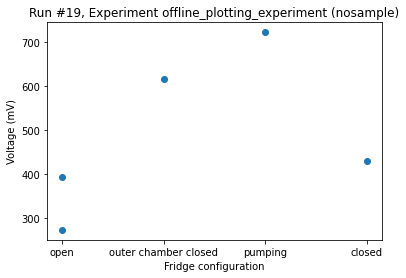 Run #19, Experiment offline_plotting_experiment (nosample)
700
600
500
400
300
Voltage (mV)
open
outer chamber closed
pumping
closed
Fridge configuration